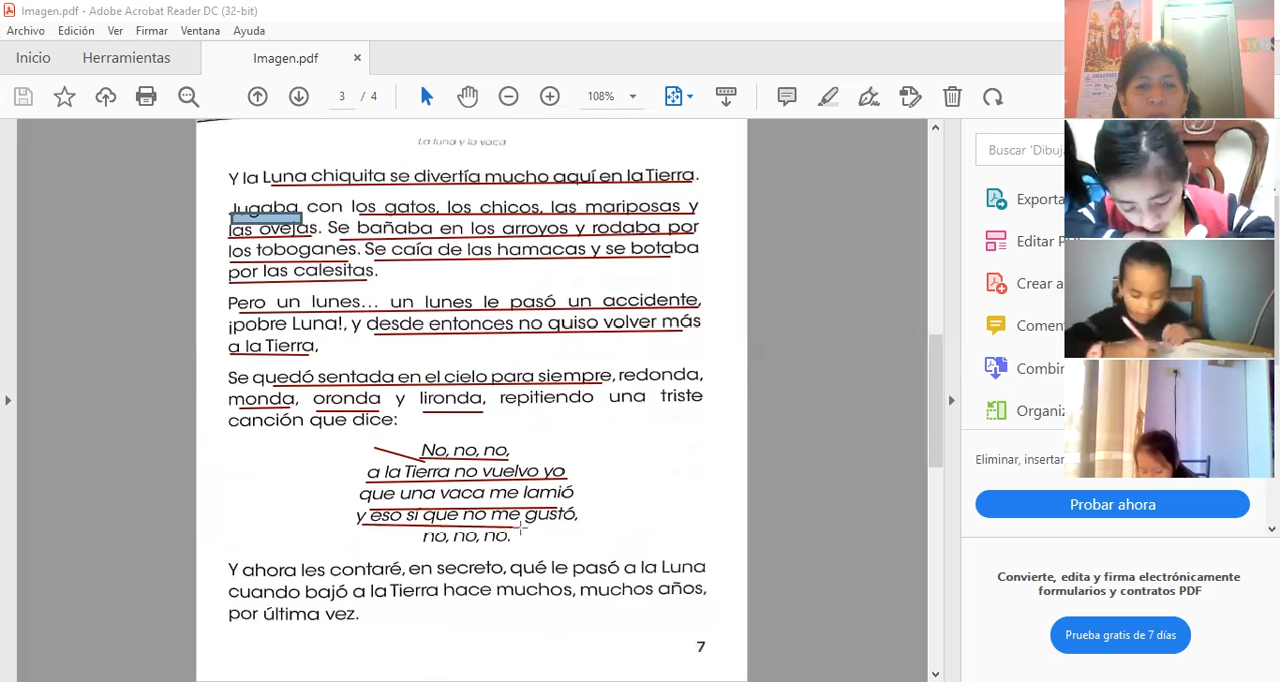 Imagen.pdf - Adobe Acrobat Reader DC (32-bit)
Archivo Edición Ver Firmar Ventana Ayuda
Inicio Herramientas Imagen.pdf ×
3 / 4 108%
La luna y la vaca
Y la Luna chiquita se divertía mucho aquí en la Tierra.
Jugaba con los gatos, los chicos, las mariposas y
las ovejas. Se bañaba en los arroyos y rodaba por
los toboganes. Se caía de las hamacas y se botaba
por las calesitas.
Pero un lunes... un lunes le pasó un accidente,
¡pobre Luna!, y desde entonces no quiso volver más
a la Tierra,
Se quedó sentada en el cielo para siempre, redonda,
monda, oronda y lironda, repitiendo una triste
canción que dice:
No, no, no,
a la Tierra no vuelvo yo
que una vaca me lamió
y eso sí que no me gustó,
no, no, no.
Y ahora les contaré, en secreto, qué le pasó a la Luna
cuando bajó a la Tierra hace muchos, muchos años,
por última vez.
7
Buscar 'Dibuj
Exporta
Editar P
Crear a
Comen
Combin
Organiz
Eliminar, insertar
Probar ahora
Convierte, edita y firma electrónicamente
formularios y contratos PDF
Prueba gratis de 7 días